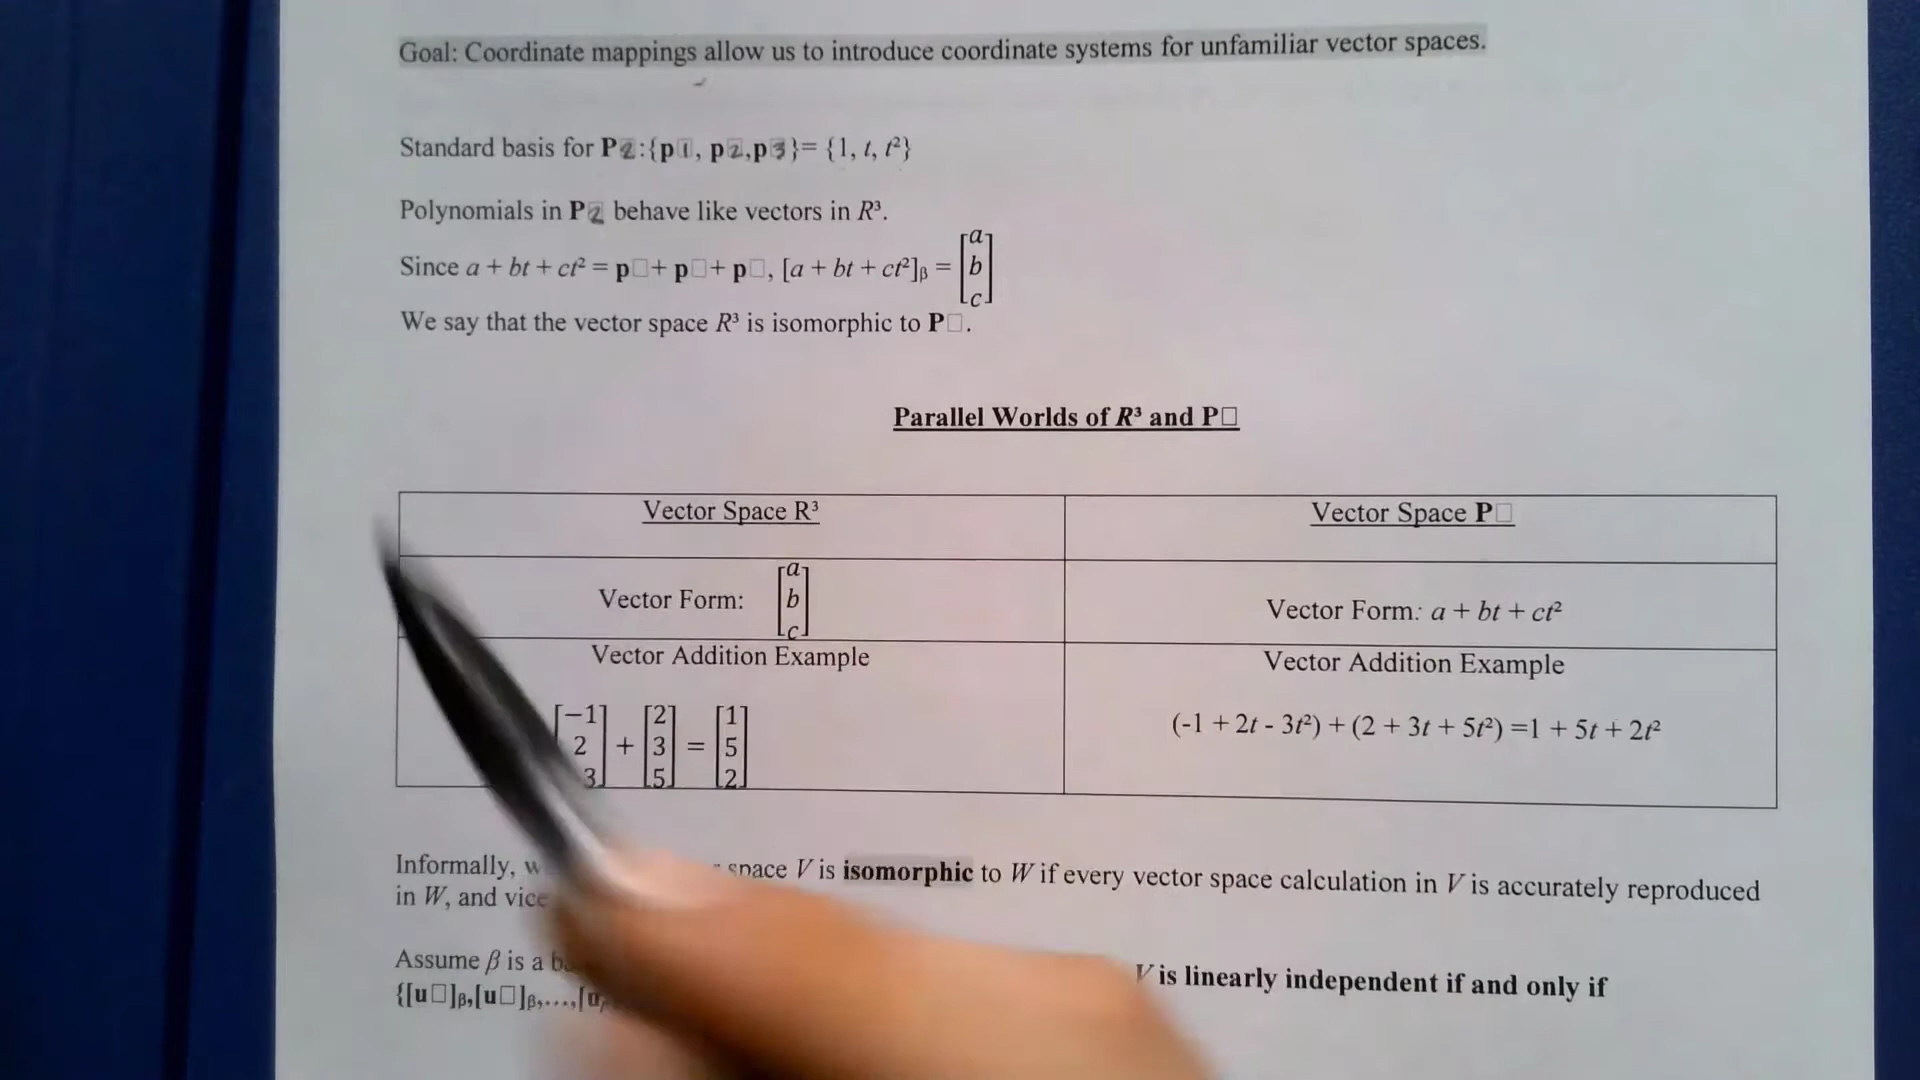 Goal: Coordinate mappings allow us to introduce coordinate systems for unfamiliar vector spaces.
Standard basis for P2:{p1, p2,p3}= {1, t, t²}
Polynomials in P2 behave like vectors in R³.
Since a + bt + ct² = p□+ p□+ p□, [a + bt + ct²]β = [a b c]
We say that the vector space R³ is isomorphic to P□.
Parallel Worlds of R³ and P□
Vector Space R³
Vector Space P□
Vector Form: [a b c]
Vector Form: a + bt + ct²
Vector Addition Example
[−1 2 3] + [2 3 5] = [1 5 2]
Vector Addition Example
(-1 + 2t - 3t²) + (2 + 3t + 5t²) =1 + 5t + 2t²
Informally, space V is isomorphic to W if every vector space calculation in V is accurately reproduced
in W, and vice
Assume β is a V is linearly independent if and only if
{[u□]β,[u□]β,...,[u